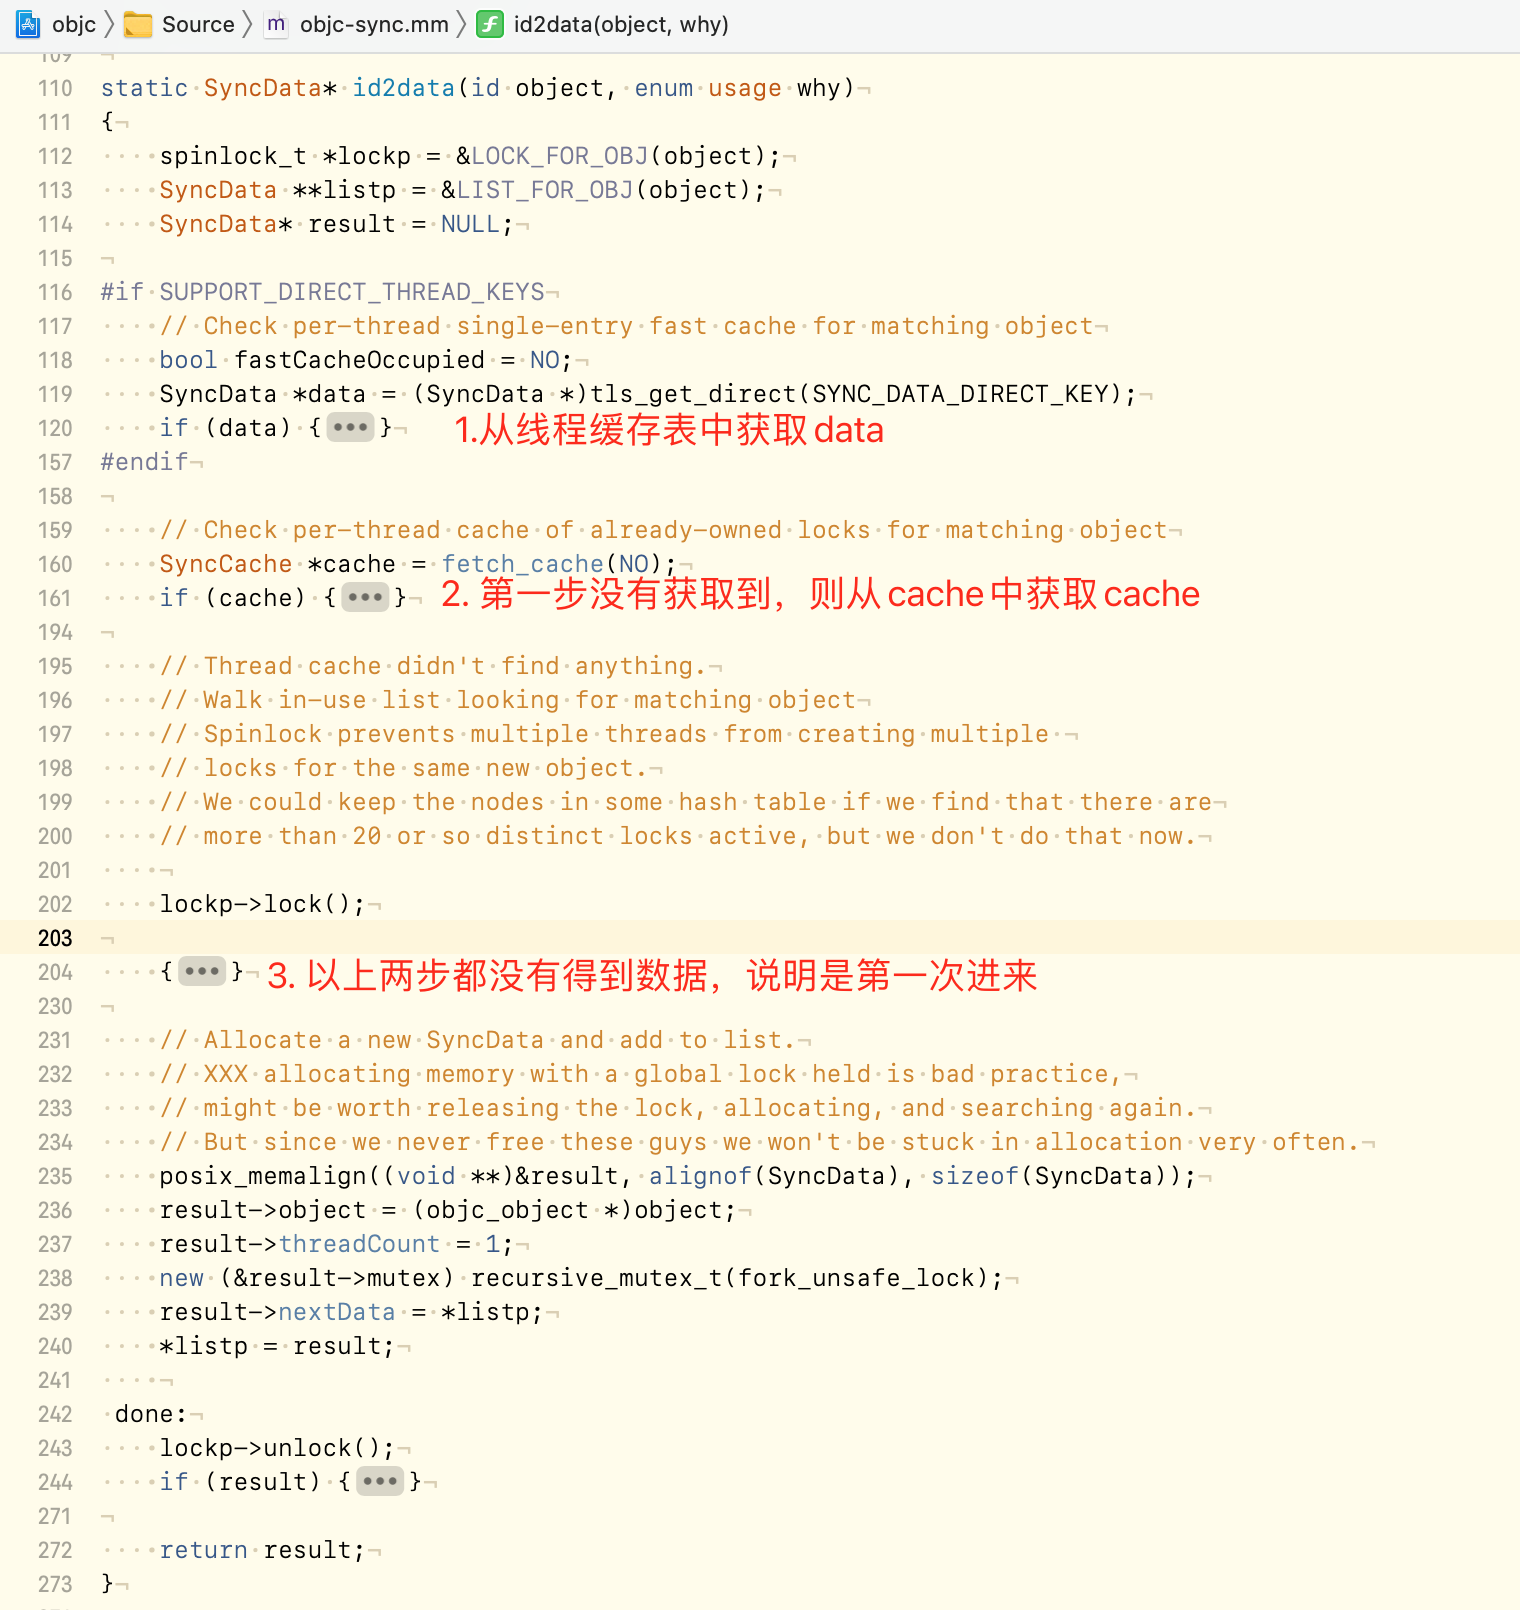 objc Source m objc-sync.mm f id2data(object, why)
109
110 static SyncData* id2data(id object, enum usage why)
111 {
112 spinlock_t *lockp = &LOCK_FOR_OBJ(object);
113 SyncData **listp = &LIST_FOR_OBJ(object);
114 SyncData* result = NULL;
115
116 #if SUPPORT_DIRECT_THREAD_KEYS
117 // Check per-thread single-entry fast cache for matching object
118 bool fastCacheOccupied = NO;
119 SyncData *data = (SyncData *)tls_get_direct(SYNC_DATA_DIRECT_KEY);
120 if (data) {•••} 1.从线程缓存表中获取 data
157 #endif
158
159 // Check per-thread cache of already-owned locks for matching object
160 SyncCache *cache = fetch_cache(NO);
161 if (cache) {•••} 2. 第一步没有获取到，则从 cache 中获取 cache
194
195 // Thread cache didn't find anything.
196 // Walk in-use list looking for matching object
197 // Spinlock prevents multiple threads from creating multiple
198 // locks for the same new object.
199 // We could keep the nodes in some hash table if we find that there are
200 // more than 20 or so distinct locks active, but we don't do that now.
201
202 lockp->lock();
203
204 {•••} 3. 以上两步都没有得到数据，说明是第一次进来
230
231 // Allocate a new SyncData and add to list.
232 // XXX allocating memory with a global lock held is bad practice,
233 // might be worth releasing the lock, allocating, and searching again.
234 // But since we never free these guys we won't be stuck in allocation very often.
235 posix_memalign((void **)&result, alignof(SyncData), sizeof(SyncData));
236 result->object = (objc_object *)object;
237 result->threadCount = 1;
238 new (&result->mutex) recursive_mutex_t(fork_unsafe_lock);
239 result->nextData = *listp;
240 *listp = result;
241
242 done:
243 lockp->unlock();
244 if (result) {•••}
271
272 return result;
273 }